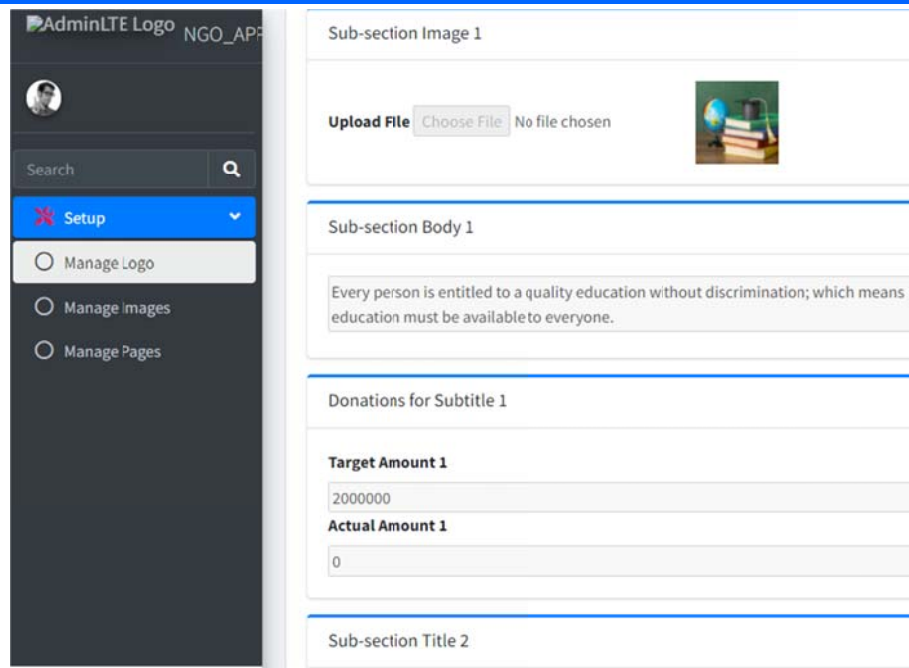 AdminLTE Logo
NGO_APP
Search
Setup
Manage Logo
Manage Images
Manage Pages
Sub-section Image 1
Upload File Choose File No file chosen
Sub-section Body 1
Every person is entitled to a quality education without discrimination; which means
education must be available to everyone.
Donations for Subtitle 1
Target Amount 1
2000000
Actual Amount 1
0
Sub-section Title 2